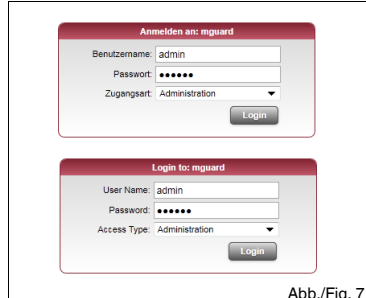 Anmelden an: mguard
Benutzername: admin
Passwort: ●●●●●●
Zugangsart: Administration
Login
Login to: mguard
User Name: admin
Password: ●●●●●●
Access Type: Administration
Login
Abb./Fig. 7